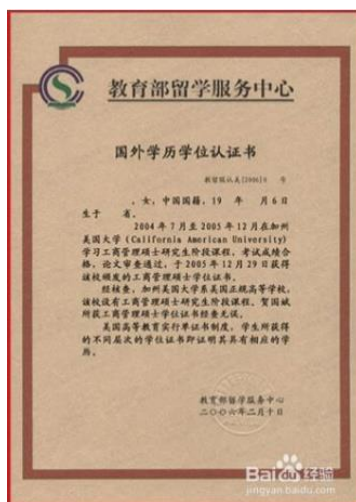 教育部留学服务中心
国外学历学位认证书
教留服认美[2006]0 年
，女，中国国籍，19 年 月6日
生于 省。
2004年7月至2005年12月在加州
美国大学（California American University）
学习工商管理硕士研究生阶段课程、考试成绩合
格，论文审查通过，于2005年12月29日获得
该校颁发的工商管理硕士学位证书。
经核查，加州美国大学系美国正规高等学校，
该校设有工商管理硕士研究生阶段课程、贺国斌
所获工商管理硕士学位证书经查无误。
美国高等教育实行单证书制度，学生所获得
的不同层次的学位证书即证明其具有相应的学
历。
教育部留学服务中心
二〇〇六年二月十日
Baidu经验
jingyan.baidu.com